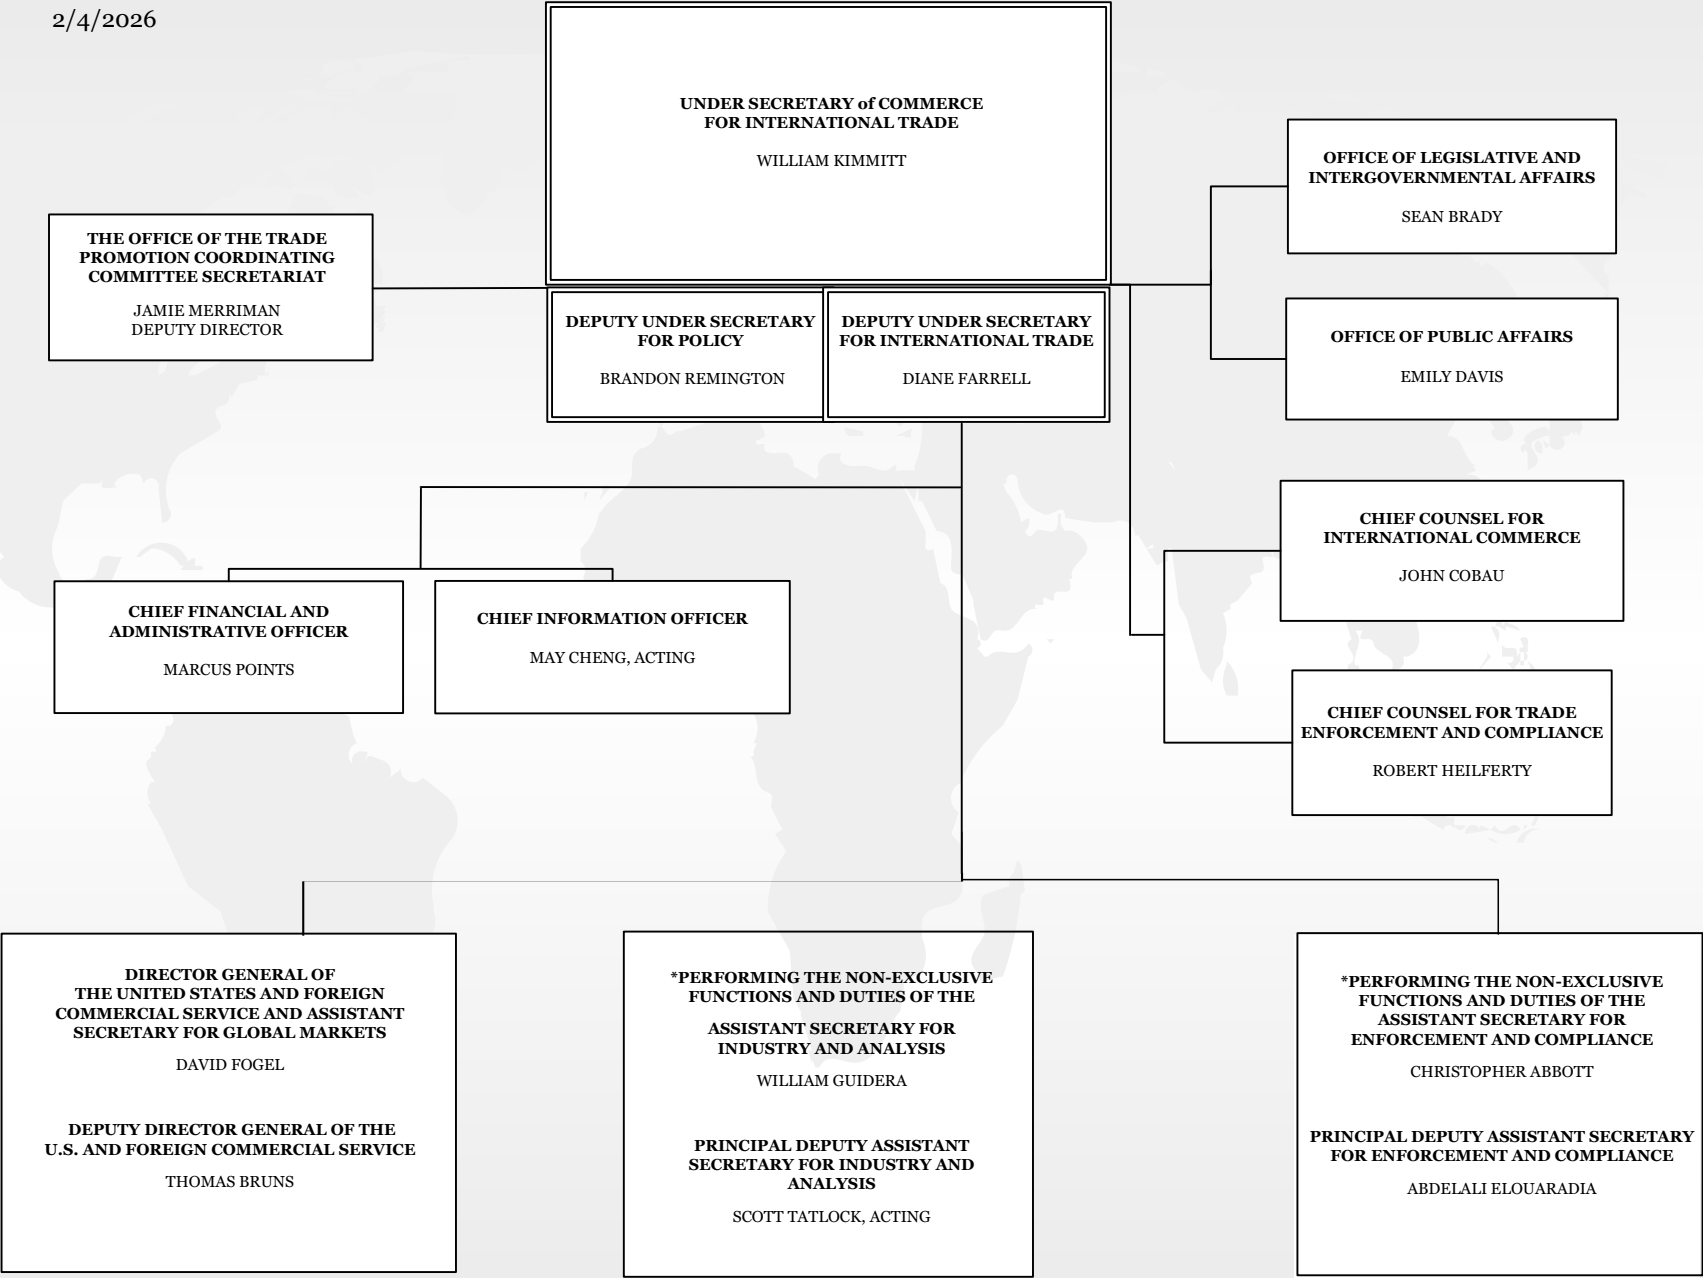 2/4/2026
UNDER SECRETARY of COMMERCE
FOR INTERNATIONAL TRADE
WILLIAM KIMMITT
OFFICE OF LEGISLATIVE AND
INTERGOVERNMENTAL AFFAIRS
SEAN BRADY
THE OFFICE OF THE TRADE
PROMOTION COORDINATING
COMMITTEE SECRETARIAT
JAMIE MERRIMAN
DEPUTY DIRECTOR
DEPUTY UNDER SECRETARY
FOR POLICY
BRANDON REMINGTON
DEPUTY UNDER SECRETARY
FOR INTERNATIONAL TRADE
DIANE FARRELL
OFFICE OF PUBLIC AFFAIRS
EMILY DAVIS
CHIEF COUNSEL FOR
INTERNATIONAL COMMERCE
JOHN COBAU
CHIEF FINANCIAL AND
ADMINISTRATIVE OFFICER
MARCUS POINTS
CHIEF INFORMATION OFFICER
MAY CHENG, ACTING
CHIEF COUNSEL FOR TRADE
ENFORCEMENT AND COMPLIANCE
ROBERT HEILFERTY
DIRECTOR GENERAL OF
THE UNITED STATES AND FOREIGN
COMMERCIAL SERVICE AND ASSISTANT
SECRETARY FOR GLOBAL MARKETS
DAVID FOGEL
DEPUTY DIRECTOR GENERAL OF THE
U.S. AND FOREIGN COMMERCIAL SERVICE
THOMAS BRUNS
*PERFORMING THE NON-EXCLUSIVE
FUNCTIONS AND DUTIES OF THE
ASSISTANT SECRETARY FOR
INDUSTRY AND ANALYSIS
WILLIAM GUIDERA
PRINCIPAL DEPUTY ASSISTANT
SECRETARY FOR INDUSTRY AND
ANALYSIS
SCOTT TATLOCK, ACTING
*PERFORMING THE NON-EXCLUSIVE
FUNCTIONS AND DUTIES OF THE
ASSISTANT SECRETARY FOR
ENFORCEMENT AND COMPLIANCE
CHRISTOPHER ABBOTT
PRINCIPAL DEPUTY ASSISTANT SECRETARY
FOR ENFORCEMENT AND COMPLIANCE
ABDELALI ELOUARADIA